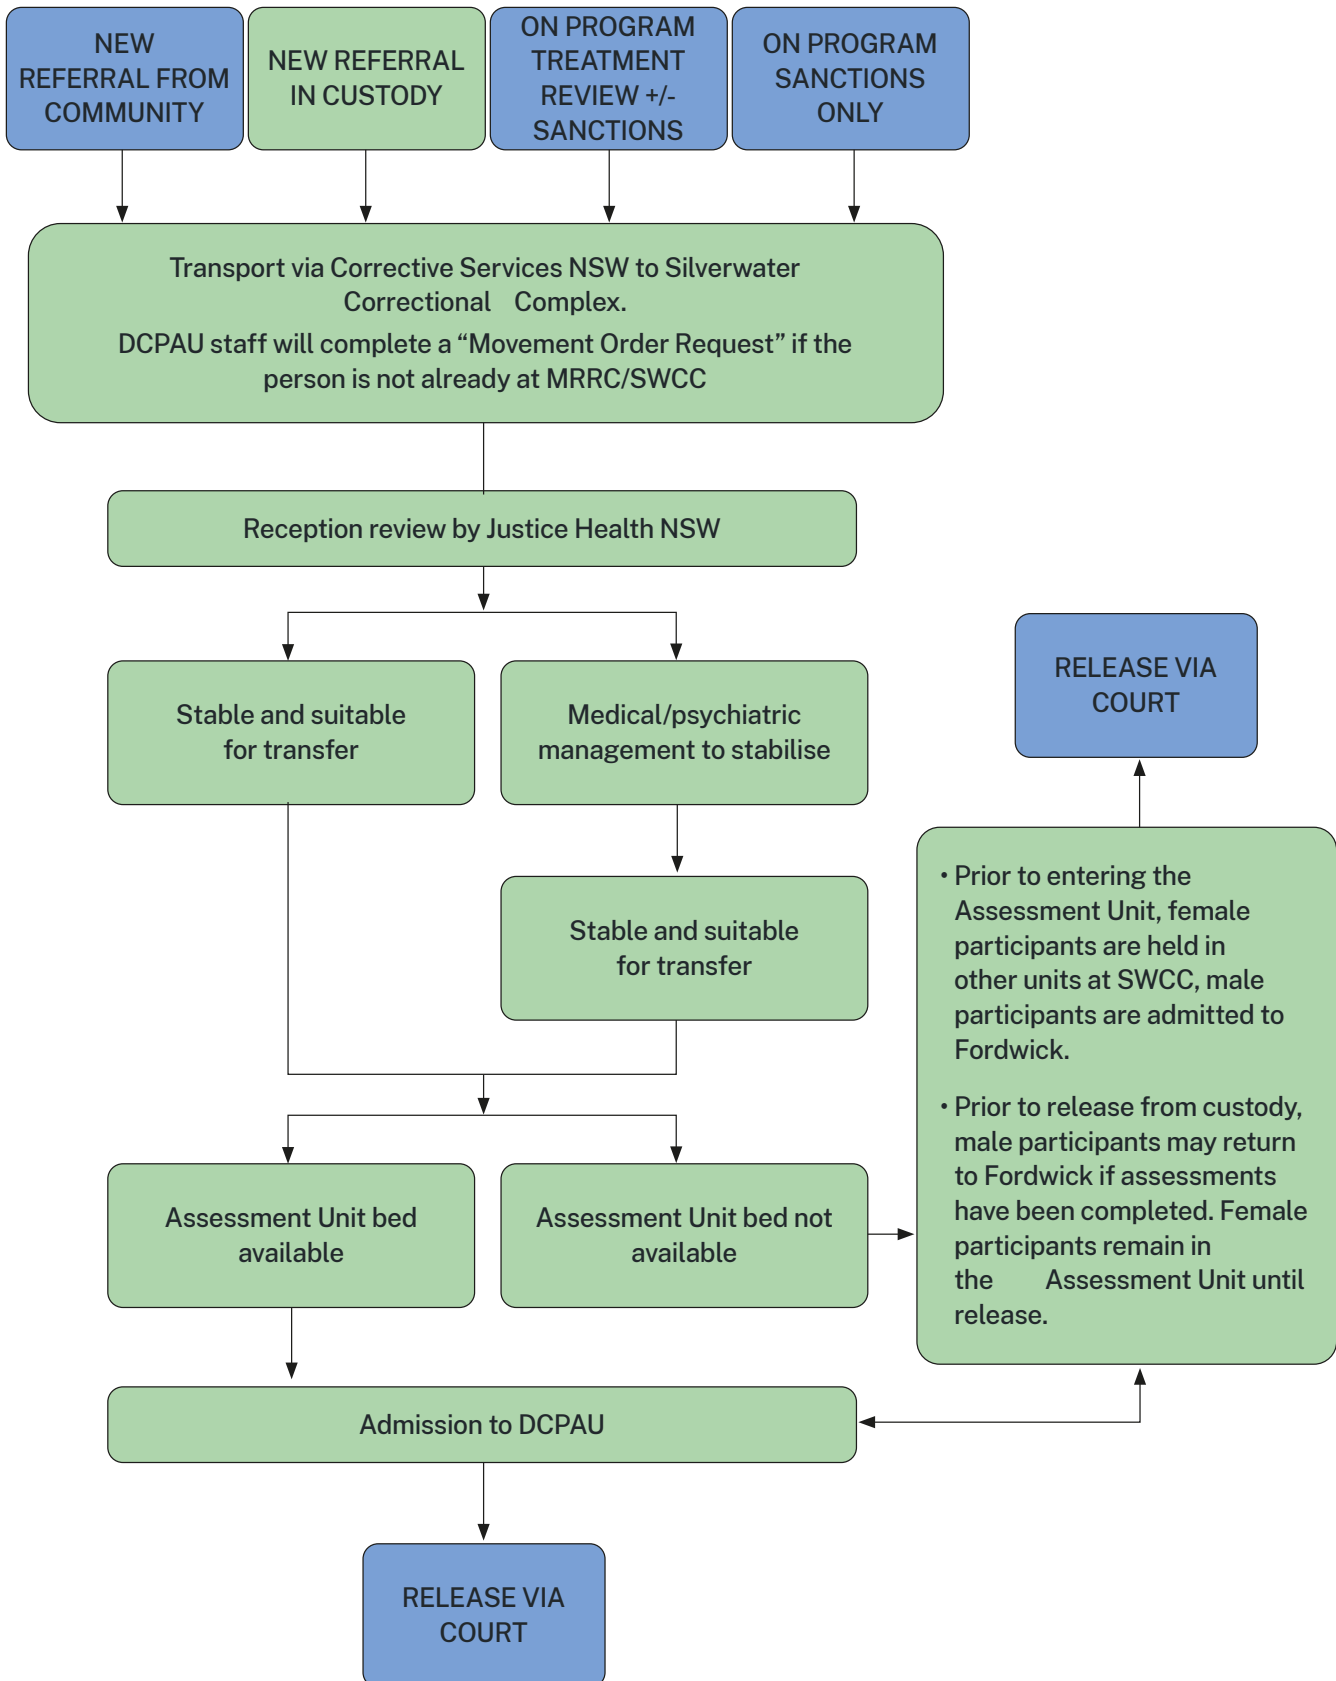 NEW
REFERRAL FROM
COMMUNITY
NEW REFERRAL
IN CUSTODY
ON PROGRAM
TREATMENT
REVIEW +/-
SANCTIONS
ON PROGRAM
SANCTIONS
ONLY
Transport via Corrective Services NSW to Silverwater
Correctional Complex.
DCPAU staff will complete a “Movement Order Request” if the
person is not already at MRRC/SWCC
Reception review by Justice Health NSW
Stable and suitable
for transfer
Medical/psychiatric
management to stabilise
RELEASE VIA
COURT
Stable and suitable
for transfer
• Prior to entering the
Assessment Unit, female
participants are held in
other units at SWCC, male
participants are admitted to
Fordwick.
• Prior to release from custody,
male participants may return
to Fordwick if assessments
have been completed. Female
participants remain in
the Assessment Unit until
release.
Assessment Unit bed
available
Assessment Unit bed not
available
Admission to DCPAU
RELEASE VIA
COURT